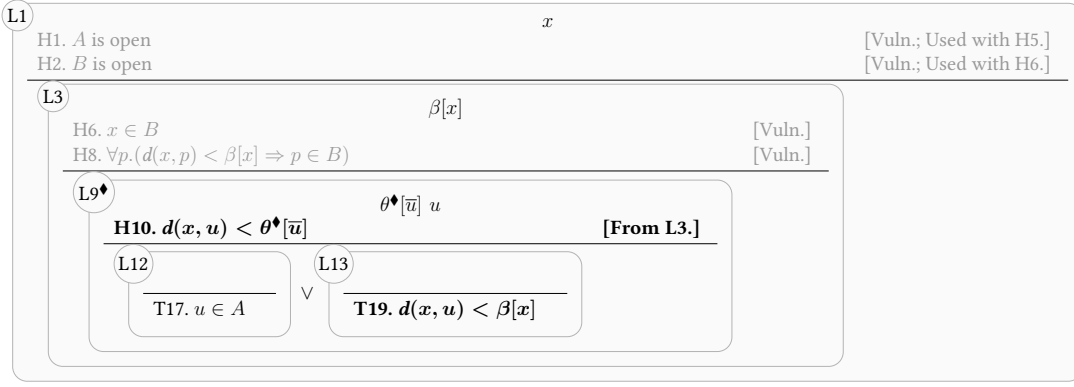 L1
x
H1. A is open [Vuln.; Used with H5.]
H2. B is open [Vuln.; Used with H6.]
L3
β[x]
H6. x ∈ B [Vuln.]
H8. ∀p.(d(x, p) < β[x] ⇒ p ∈ B) [Vuln.]
L9♦
θ♦[u̅] u
H10. d(x, u) < θ♦[u̅] [From L3.]
L12 L13
∨
T17. u ∈ A T19. d(x, u) < β[x]